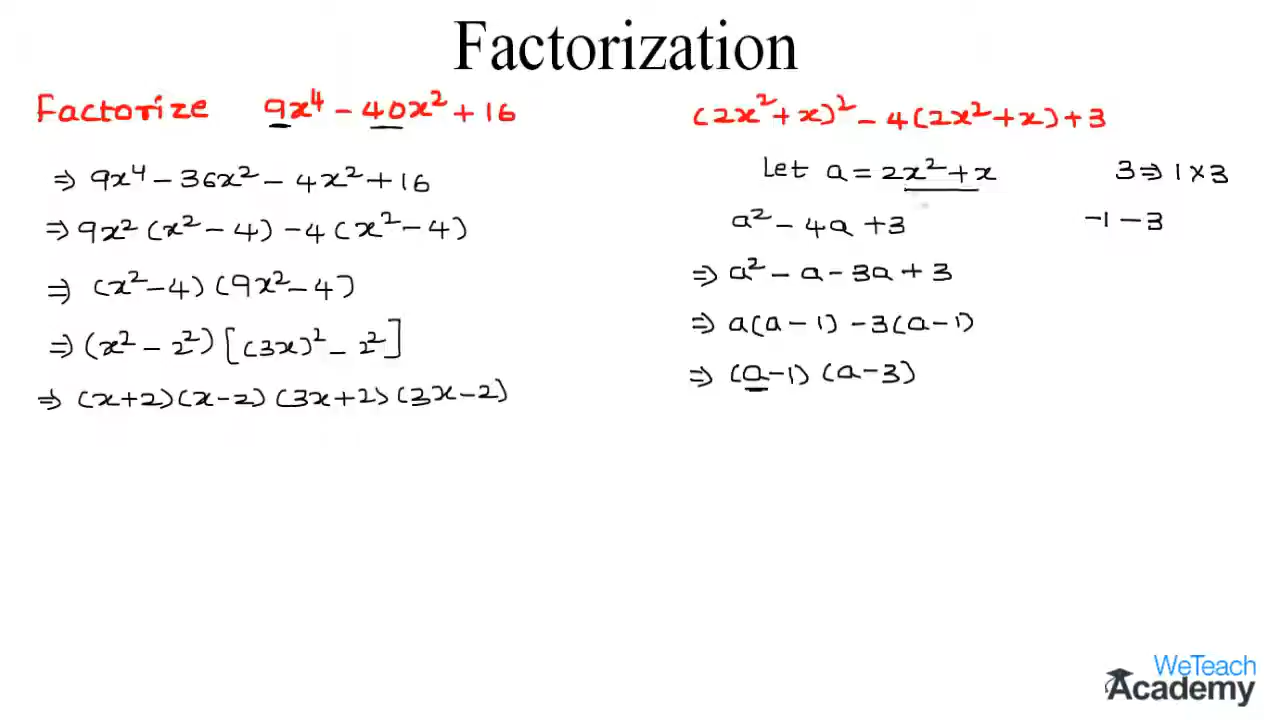 Factorization
Factorize 9x⁴ - 40x² + 16
⇒ 9x⁴ - 36x² - 4x² + 16
⇒ 9x² (x² - 4) - 4 (x² - 4)
⇒ (x² - 4) (9x² - 4)
⇒ (x² - 2²) [(3x)² - 2²]
⇒ (x+2) (x-2) (3x+2) (3x-2)
(2x² + x)² - 4(2x² + x) + 3
Let a = 2x² + x 3 ⇒ 1 × 3
a² - 4a + 3 -1 - 3
⇒ a² - a - 3a + 3
⇒ a(a - 1) - 3(a - 1)
⇒ (a - 1) (a - 3)
WeTeach
Academy